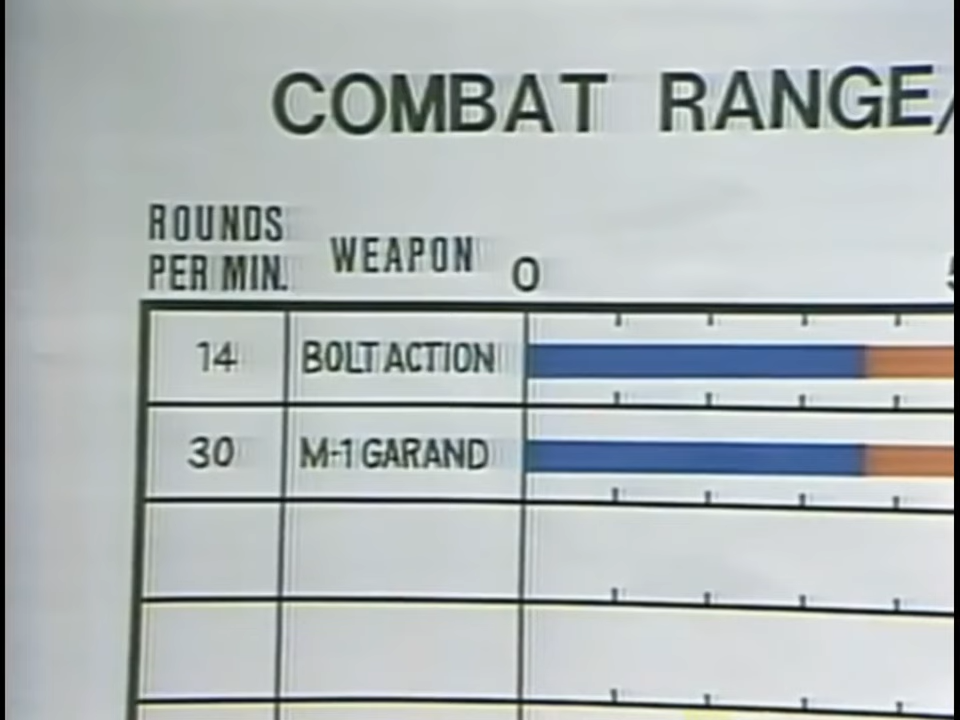 COMBAT RANGE/
ROUNDS
PER MIN.
WEAPON
0
14 BOLT ACTION
30 M-1 GARAND